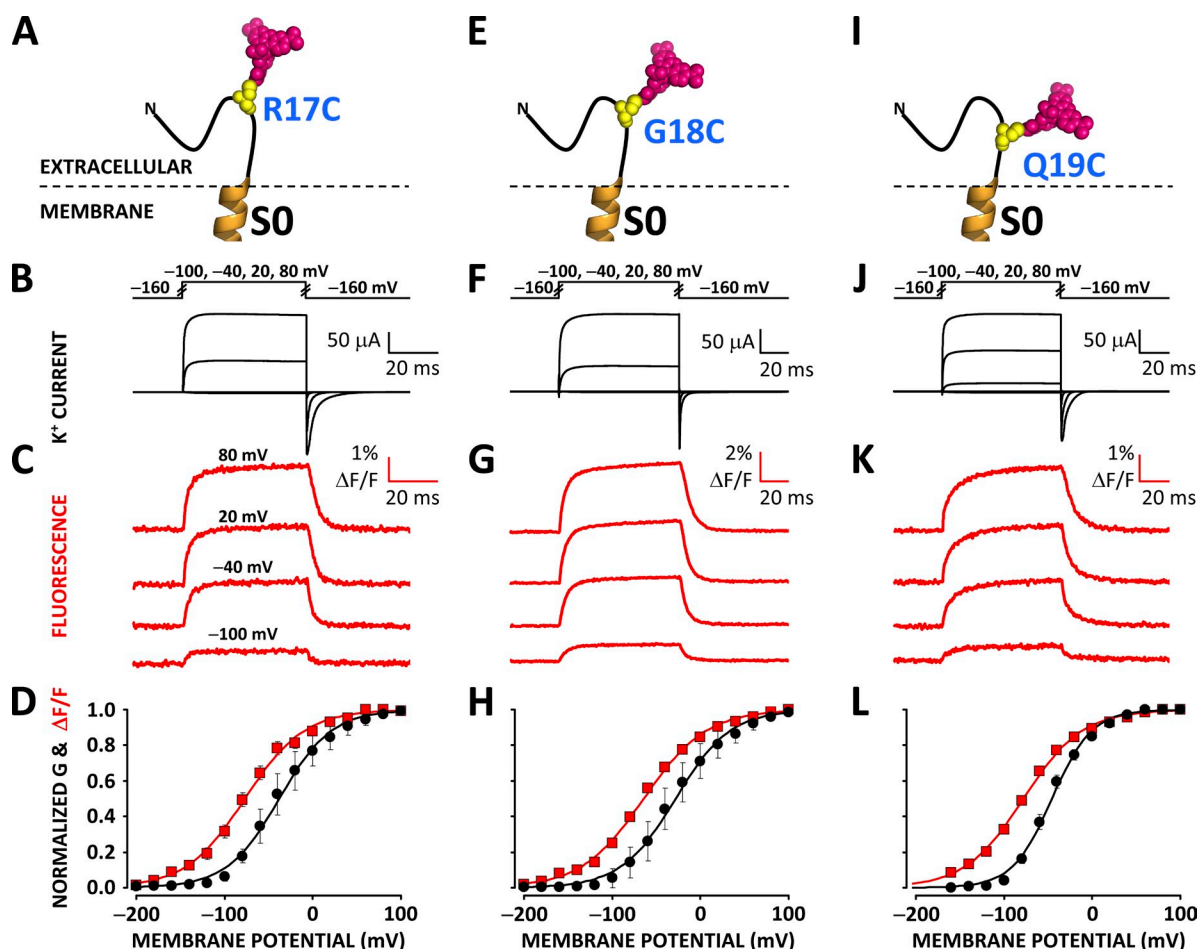 A
E
I
R17C
G18C
Q19C
N
N
N
EXTRACELLULAR
MEMBRANE
S0
S0
S0
B
F
J
−100, −40, 20, 80 mV
−160
−160 mV
−100, −40, 20, 80 mV
−160
−160 mV
−100, −40, 20, 80 mV
−160
−160 mV
K⁺ CURRENT
50 μA
20 ms
50 μA
20 ms
50 μA
20 ms
C
G
K
FLUORESCENCE
80 mV
20 mV
−40 mV
−100 mV
1%
ΔF/F
20 ms
2%
ΔF/F
20 ms
1%
ΔF/F
20 ms
D
H
L
NORMALIZED G & ΔF/F
1.0
0.8
0.6
0.4
0.2
0.0
−200
−100
0
100
−200
−100
0
100
−200
−100
0
100
MEMBRANE POTENTIAL (mV)
MEMBRANE POTENTIAL (mV)
MEMBRANE POTENTIAL (mV)